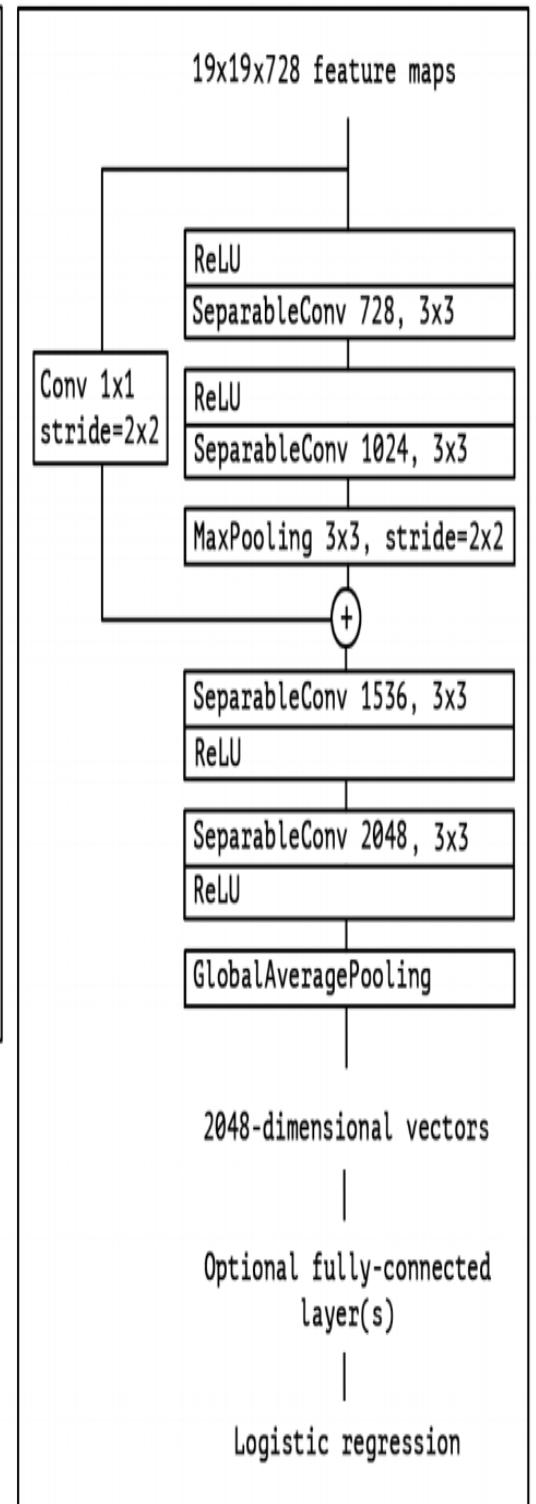 19x19x728 feature maps
ReLU
SeparableConv 728, 3x3
Conv 1x1
stride=2x2
ReLU
SeparableConv 1024, 3x3
MaxPooling 3x3, stride=2x2
+
SeparableConv 1536, 3x3
ReLU
SeparableConv 2048, 3x3
ReLU
GlobalAveragePooling
2048-dimensional vectors
Optional fully-connected
layer(s)
Logistic regression